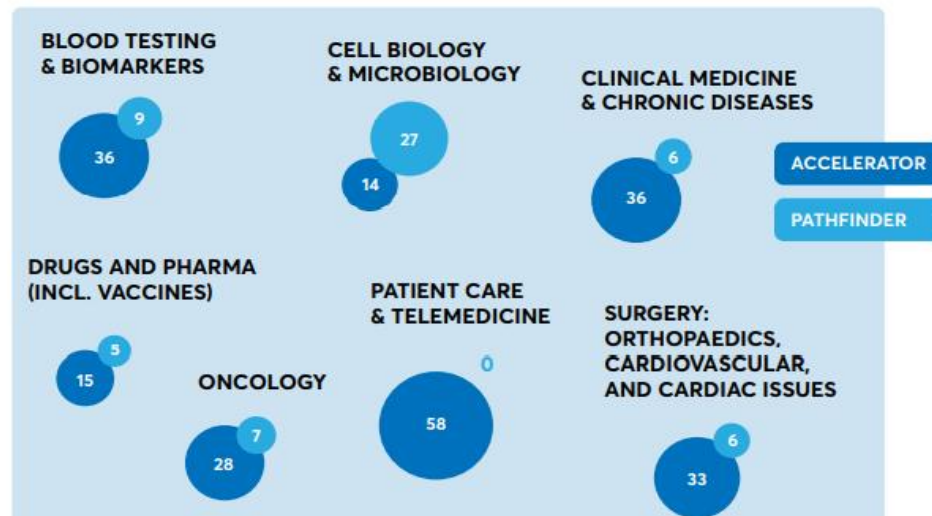 BLOOD TESTING
& BIOMARKERS
9
36
CELL BIOLOGY
& MICROBIOLOGY
27
14
CLINICAL MEDICINE
& CHRONIC DISEASES
6
36
ACCELERATOR
PATHFINDER
DRUGS AND PHARMA
(INCL. VACCINES)
5
15
ONCOLOGY
7
28
PATIENT CARE
& TELEMEDICINE
0
58
SURGERY:
ORTHOPAEDICS,
CARDIOVASCULAR,
AND CARDIAC ISSUES
6
33